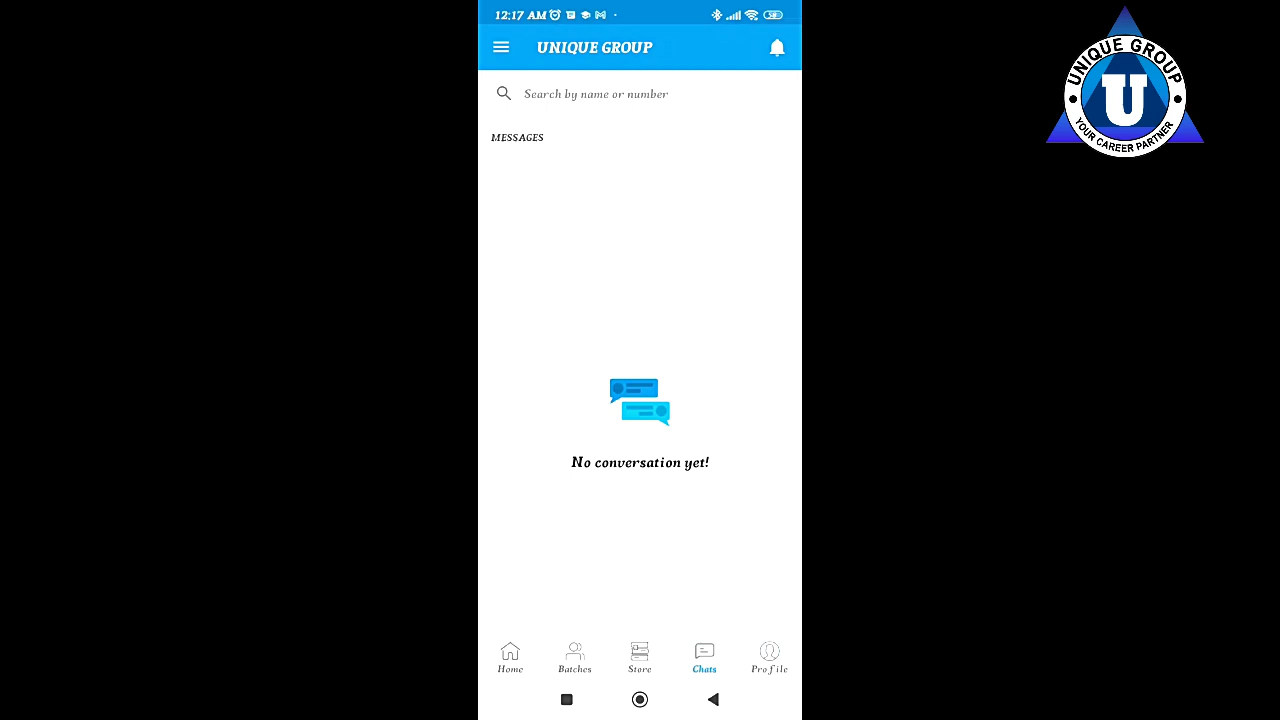 12:17 AM
UNIQUE GROUP
Search by name or number
MESSAGES
No conversation yet!
Home
Batches
Store
Chats
Profile
UNIQUE GROUP
U
YOUR CAREER PARTNER